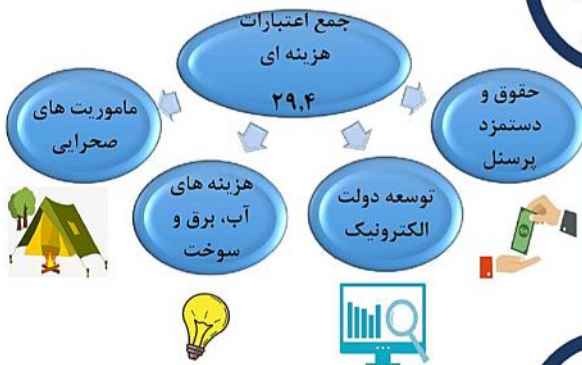 جمع اعتبارات
هزینه ای
۲۹,۴
حقوق و
دستمزد
پرسنل
ماموریت های
صحرایی
توسعه دولت
الکترونیک
هزینه های
آب، برق و
سوخت